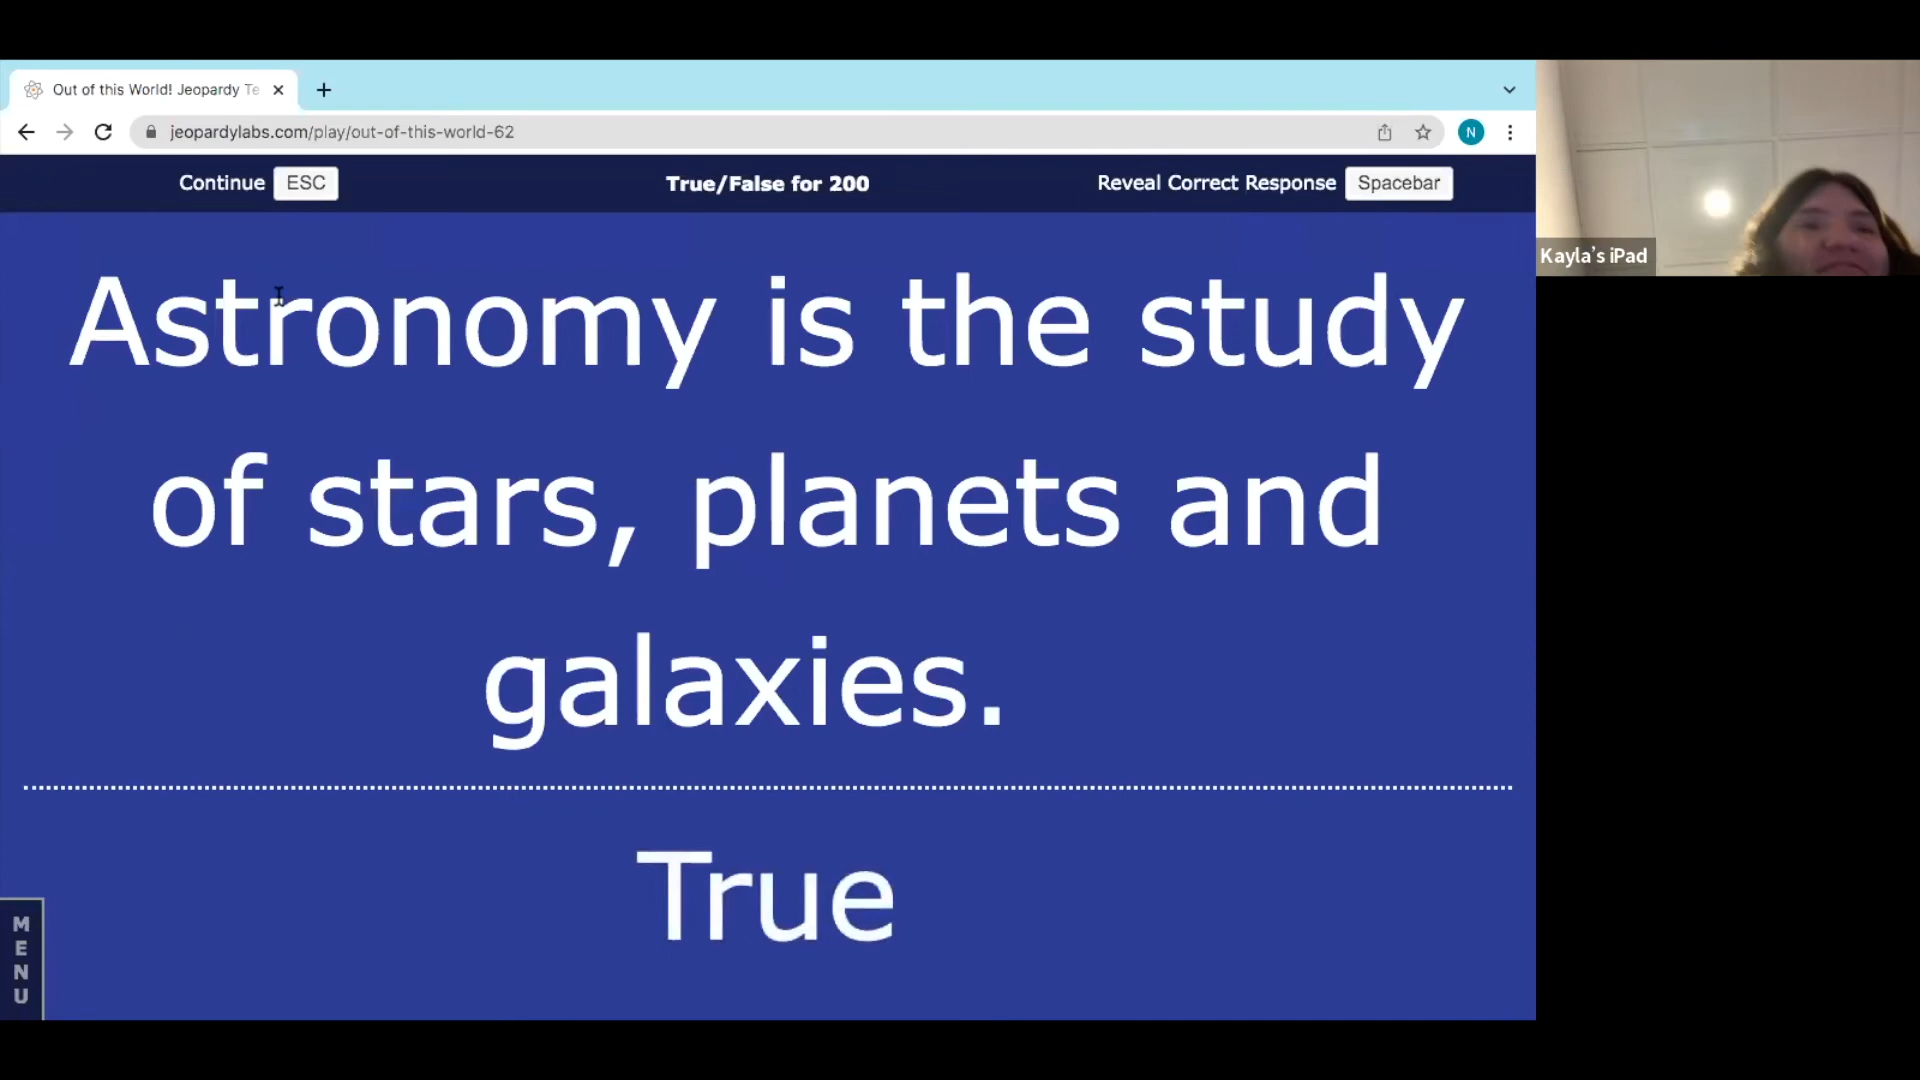 Out of this World! Jeopardy Te
jeopardylabs.com/play/out-of-this-world-62
N
Continue ESC
True/False for 200
Reveal Correct Response Spacebar
Astronomy is the study
of stars, planets and
galaxies.
True
MENU
Kayla's iPad